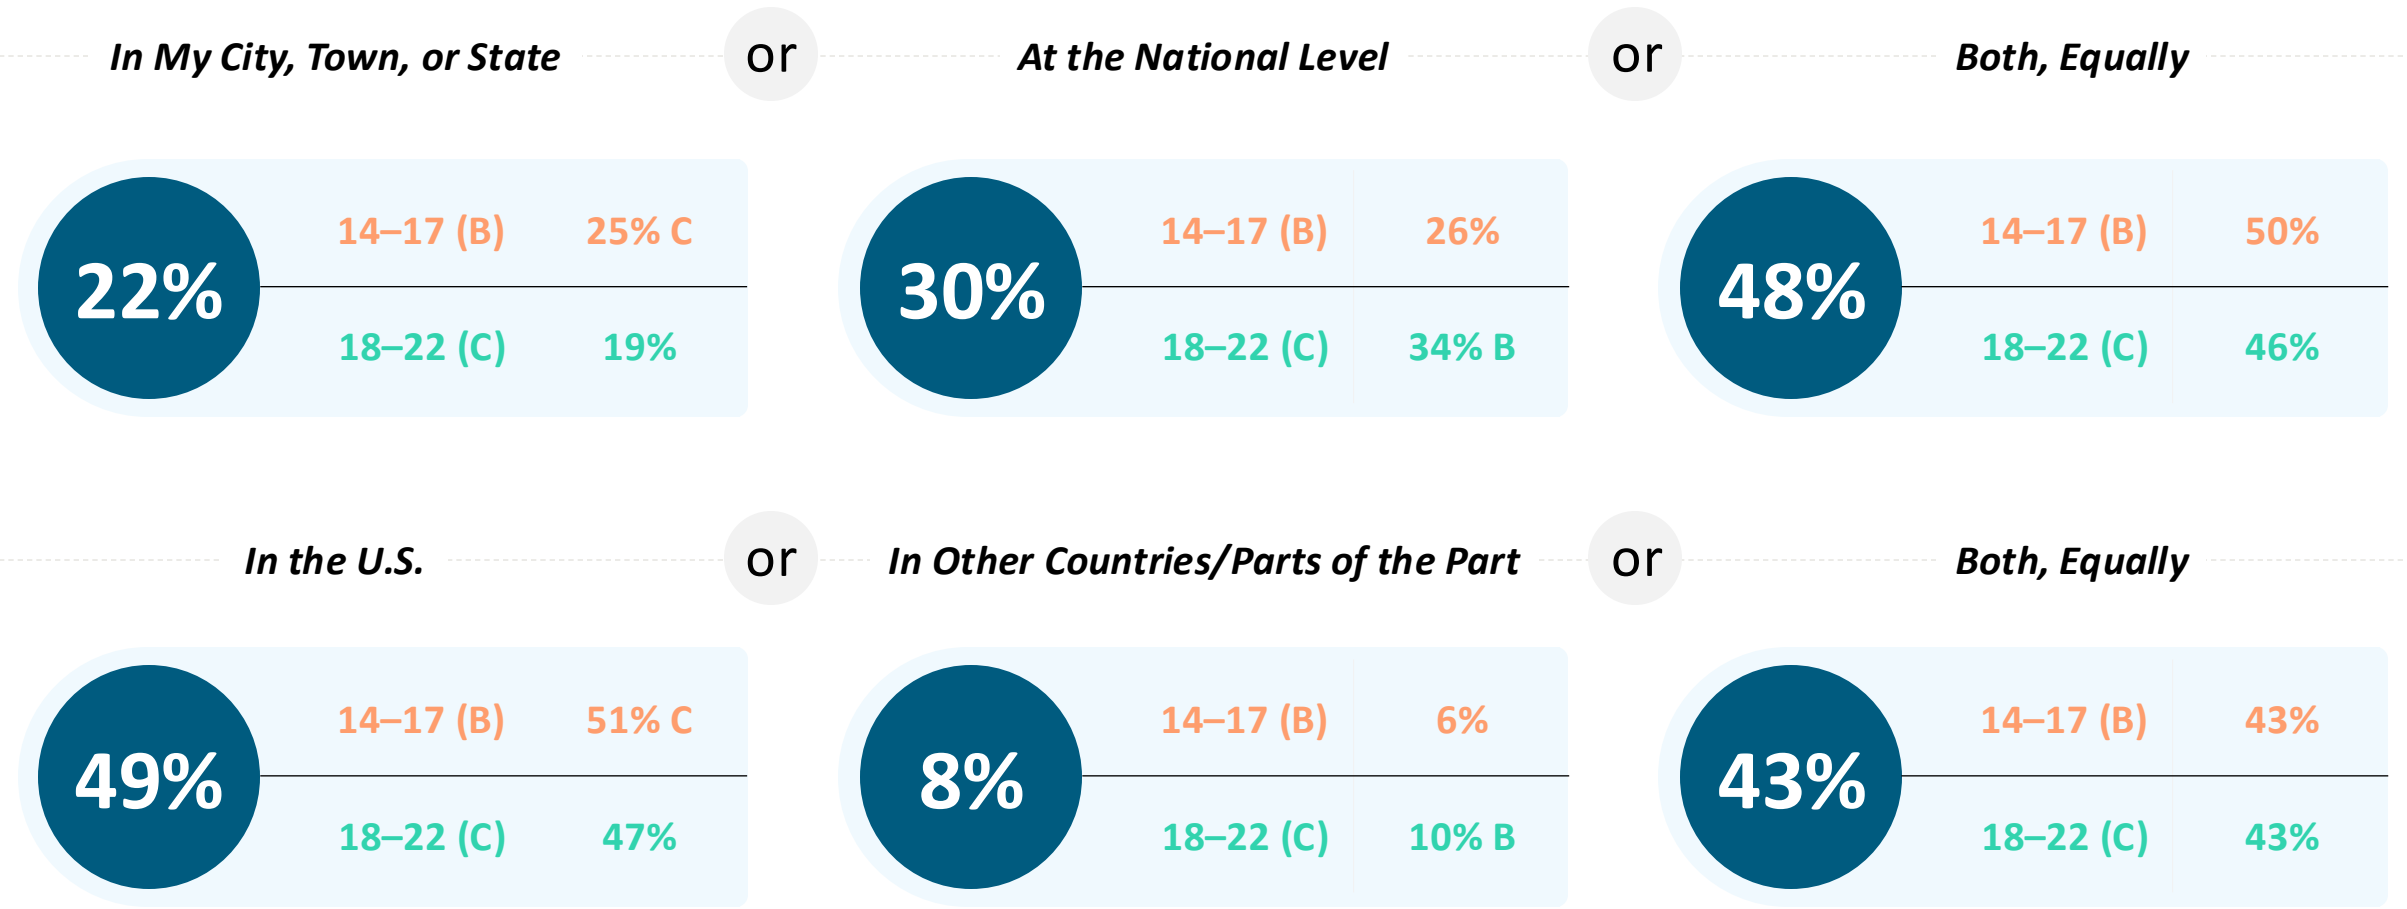 In My City, Town, or State or At the National Level or Both, Equally
22% 14–17 (B) 25% C
18–22 (C) 19%
30% 14–17 (B) 26%
18–22 (C) 34% B
48% 14–17 (B) 50%
18–22 (C) 46%
In the U.S. or In Other Countries/Parts of the Part or Both, Equally
49% 14–17 (B) 51% C
18–22 (C) 47%
8% 14–17 (B) 6%
18–22 (C) 10% B
43% 14–17 (B) 43%
18–22 (C) 43%